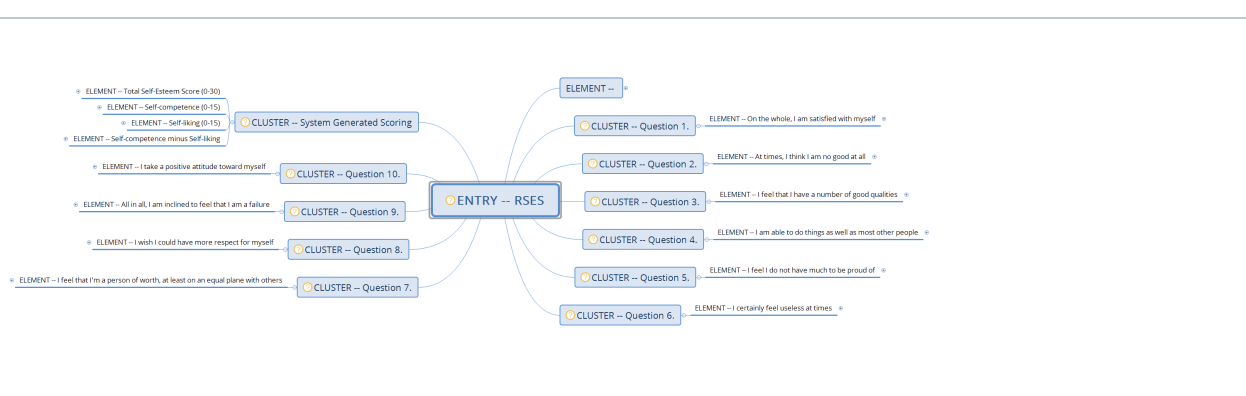 ELEMENT -- Total Self-Esteem Score (0-30)
ELEMENT -- Self-competence (0-15)
ELEMENT -- Self-liking (0-15)
ELEMENT -- Self-competence minus Self-liking
CLUSTER -- System Generated Scoring
ELEMENT -- I take a positive attitude toward myself
CLUSTER -- Question 10.
ELEMENT -- All in all, I am inclined to feel that I am a failure
CLUSTER -- Question 9.
ELEMENT -- I wish I could have more respect for myself
CLUSTER -- Question 8.
ELEMENT -- I feel that I'm a person of worth, at least on an equal plane with others
CLUSTER -- Question 7.
ENTRY -- RSES
ELEMENT --
CLUSTER -- Question 1.
ELEMENT -- On the whole, I am satisfied with myself
CLUSTER -- Question 2.
ELEMENT -- At times, I think I am no good at all
CLUSTER -- Question 3.
ELEMENT -- I feel that I have a number of good qualities
CLUSTER -- Question 4.
ELEMENT -- I am able to do things as well as most other people
CLUSTER -- Question 5.
ELEMENT -- I feel I do not have much to be proud of
CLUSTER -- Question 6.
ELEMENT -- I certainly feel useless at times